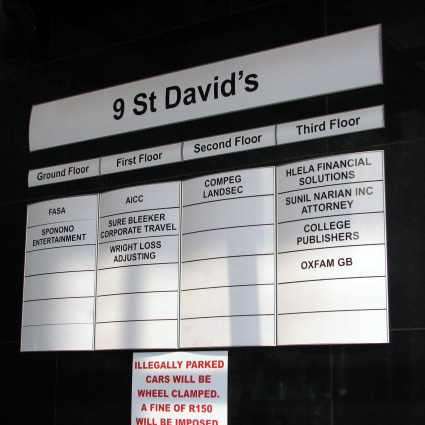 9 St David's
Ground Floor
First Floor
Second Floor
Third Floor
FASA
SPONONO
ENTERTAINMENT
AICC
SURE BLEEKER
CORPORATE TRAVEL
WRIGHT LOSS
ADJUSTING
COMPEG
LANDSEC
HLELA FINANCIAL
SOLUTIONS
SUNIL NARIAN INC
ATTORNEY
COLLEGE
PUBLISHERS
OXFAM GB
ILLEGALLY PARKED
CARS WILL BE
WHEEL CLAMPED.
A FINE OF R150
WILL BE IMPOSED